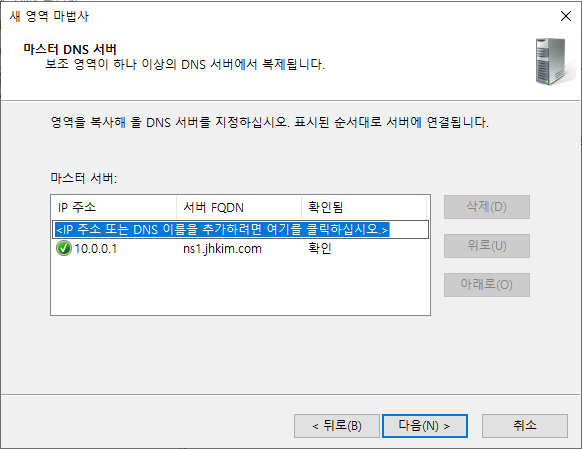 새 영역 마법사
마스터 DNS 서버
보조 영역이 하나 이상의 DNS 서버에서 복제됩니다.
영역을 복사해 올 DNS 서버를 지정하십시오. 표시된 순서대로 서버에 연결됩니다.
마스터 서버:
IP 주소 서버 FQDN 확인됨
<IP 주소 또는 DNS 이름을 추가하려면 여기를 클릭하십시오.>
10.0.0.1 ns1.jhkim.com 확인
삭제(D)
위로(U)
아래로(O)
< 뒤로(B) 다음(N) > 취소